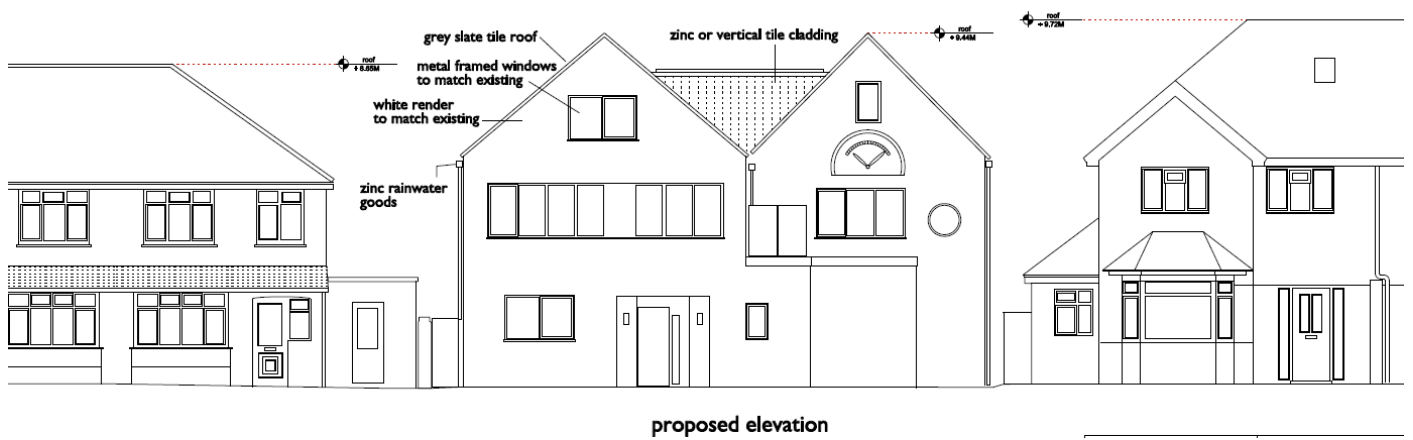 roof
+ 9.72M
grey slate tile roof
zinc or vertical tile cladding
roof
+ 9.44M
roof
+ 8.65M
metal framed windows
to match existing
white render
to match existing
zinc rainwater
goods
proposed elevation